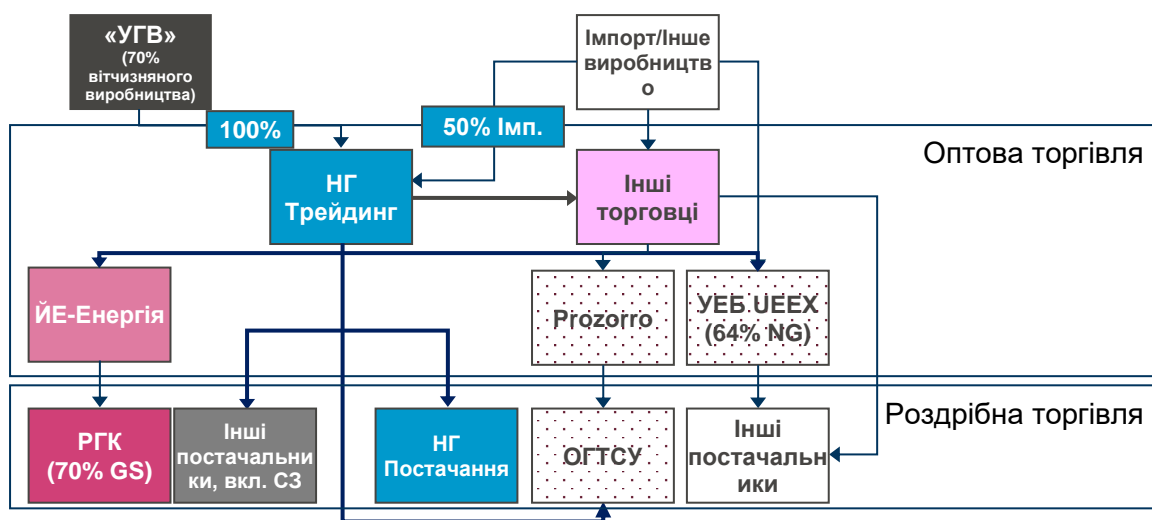 «УГВ»
(70%
вітчизняного
виробництва)
Імпорт/Інше
виробництв
о
100%
50% Імп.
Оптова торгівля
НГ
Трейдинг
Інші
торговці
ЙЕ-Енергія
Prozorro
УЕБ UEEX
(64% NG)
Роздрібна торгівля
РГК
(70% GS)
Інші
постачальни
ки, вкл. СЗ
НГ
Постачання
ОГТСУ
Інші
постачальн
ики